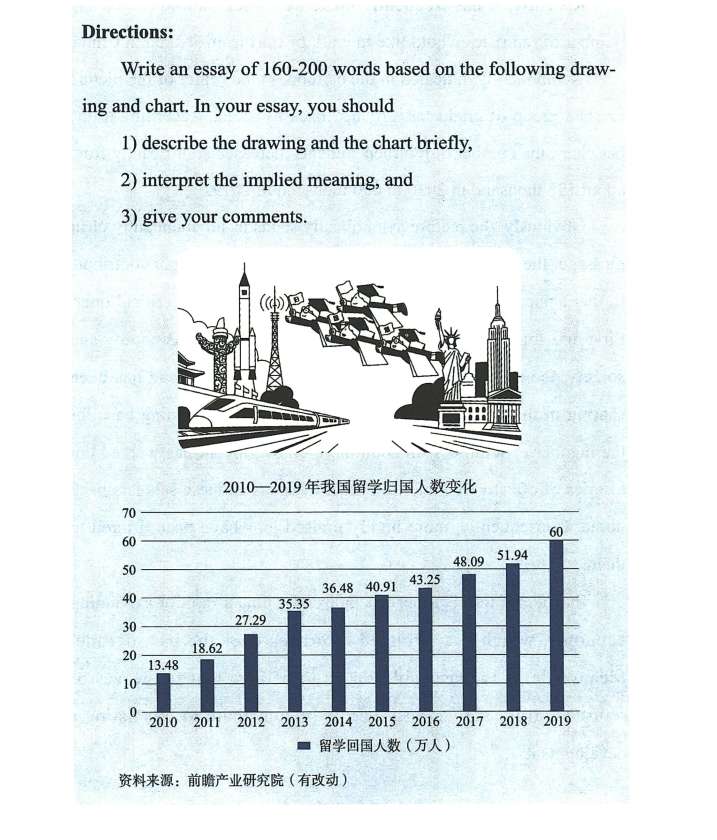 Directions:
Write an essay of 160-200 words based on the following draw-
ing and chart. In your essay, you should
1) describe the drawing and the chart briefly,
2) interpret the implied meaning, and
3) give your comments.
2010—2019 年我国留学归国人数变化
70
60
50
40
30
20
10
0
13.48
18.62
27.29
35.35
36.48
40.91
43.25
48.09
51.94
60
2010 2011 2012 2013 2014 2015 2016 2017 2018 2019
留学回国人数（万人）
资料来源：前瞻产业研究院（有改动）